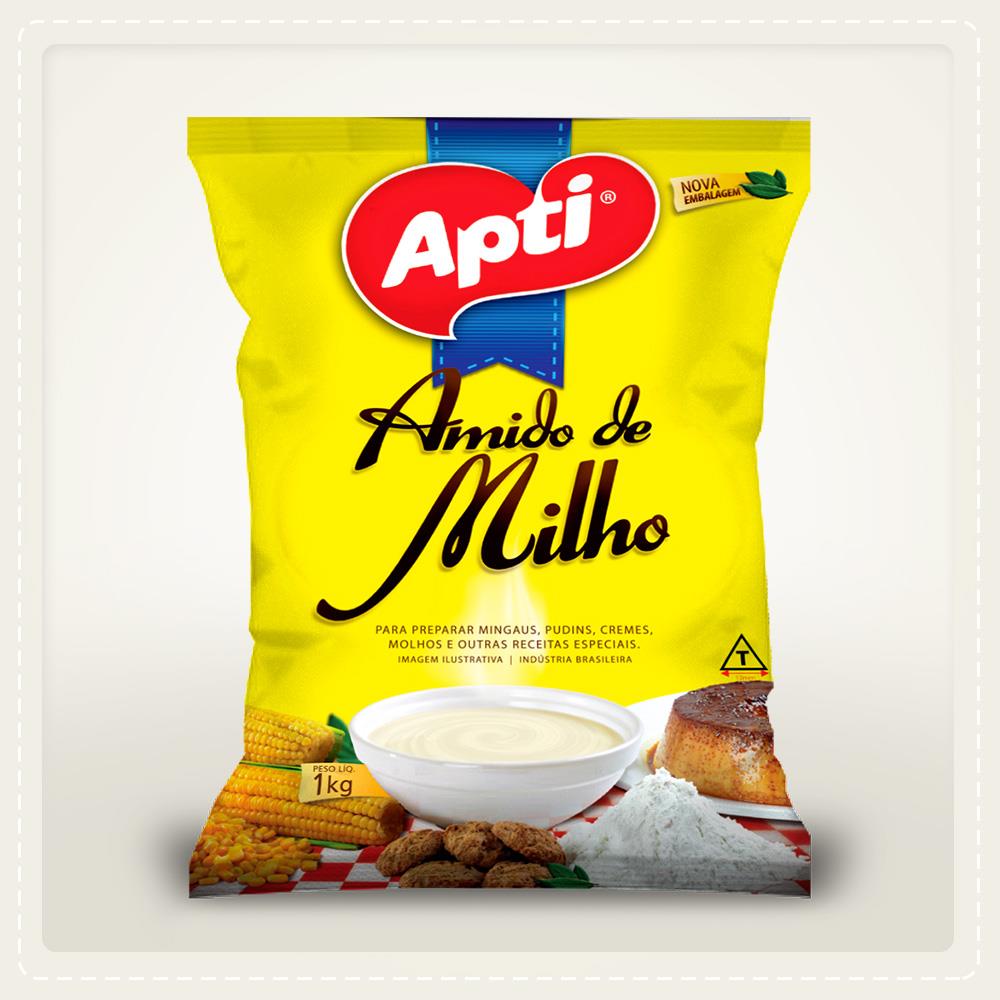 Apti®
NOVA
EMBALAGEM
Amido de
Milho
PARA PREPARAR MINGAUS, PUDINS, CREMES,
MOLHOS E OUTRAS RECEITAS ESPECIAIS.
IMAGEM ILUSTRATIVA | INDÚSTRIA BRASILEIRA
T
PESO LÍQ.
1kg